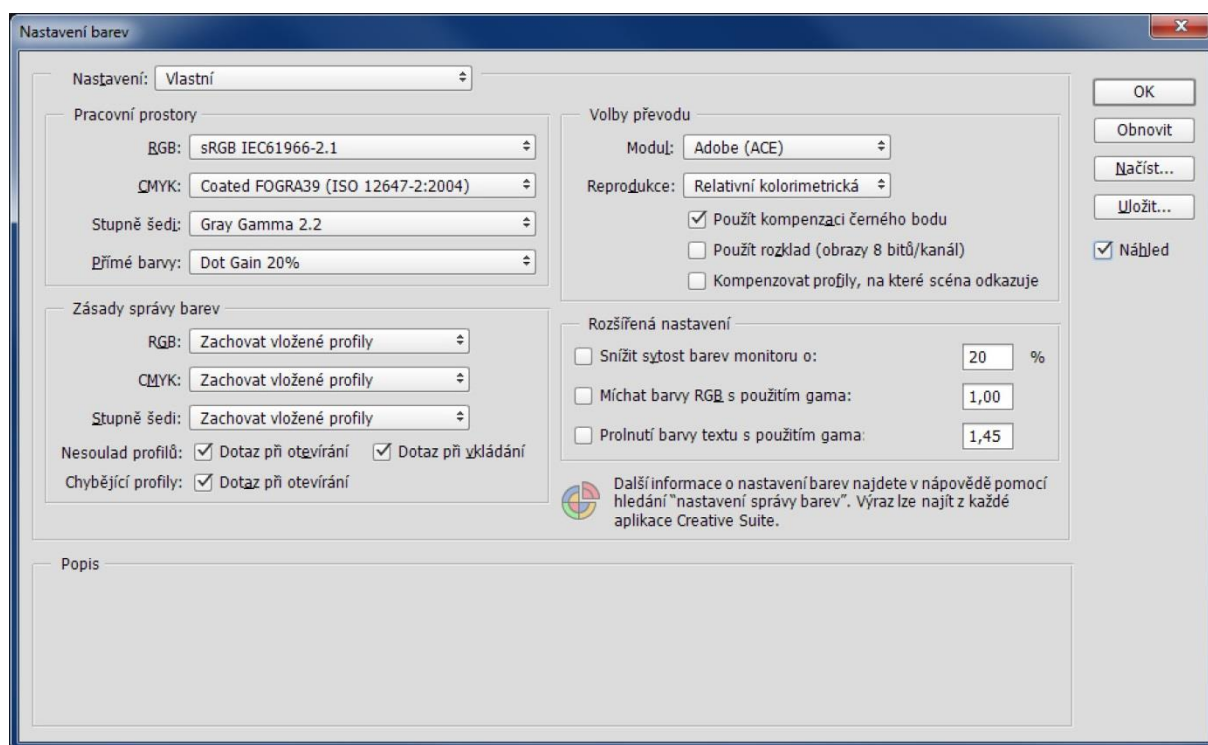 Nastavení barev
Nastavení: Vlastní
Pracovní prostory
RGB: sRGB IEC61966-2.1
CMYK: Coated FOGRA39 (ISO 12647-2:2004)
Stupně šedi: Gray Gamma 2.2
Přímé barvy: Dot Gain 20%
Zásady správy barev
RGB: Zachovat vložené profily
CMYK: Zachovat vložené profily
Stupně šedi: Zachovat vložené profily
Nesoulad profilů: Dotaz při otevírání Dotaz při vkládání
Chybějící profily: Dotaz při otevírání
Volby převodu
Modul: Adobe (ACE)
Reprodukce: Relativní kolorimetrická
Použít kompenzaci černého bodu
Použít rozklad (obrazy 8 bitů/kanál)
Kompenzovat profily, na které scéna odkazuje
Rozšířená nastavení
Snížit sytost barev monitoru o: 20 %
Míchat barvy RGB s použitím gama: 1,00
Prolnutí barvy textu s použitím gama: 1,45
Další informace o nastavení barev najdete v nápovědě pomocí
hledání “nastavení správy barev”. Výraz lze najít z každé
aplikace Creative Suite.
OK
Obnovit
Načíst...
Uložit...
Náhled
Popis